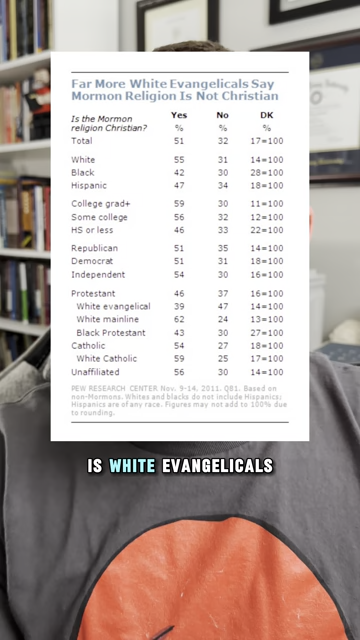 Far More White Evangelicals Say
Mormon Religion Is Not Christian
Is the Mormon religion Christian? Yes No DK
% % %
Total 51 32 17=100
White 55 31 14=100
Black 42 30 28=100
Hispanic 47 34 18=100
College grad+ 59 30 11=100
Some college 56 32 12=100
HS or less 46 33 22=100
Republican 51 35 14=100
Democrat 51 31 18=100
Independent 54 30 16=100
Protestant 46 37 16=100
White evangelical 39 47 14=100
White mainline 62 24 13=100
Black Protestant 43 30 27=100
Catholic 54 27 18=100
White Catholic 59 25 17=100
Unaffiliated 56 30 14=100
PEW RESEARCH CENTER Nov. 9-14, 2011. Q81. Based on
non-Mormons. Whites and blacks do not include Hispanics;
Hispanics are of any race. Figures may not add to 100% due
to rounding.
IS WHITE EVANGELICALS